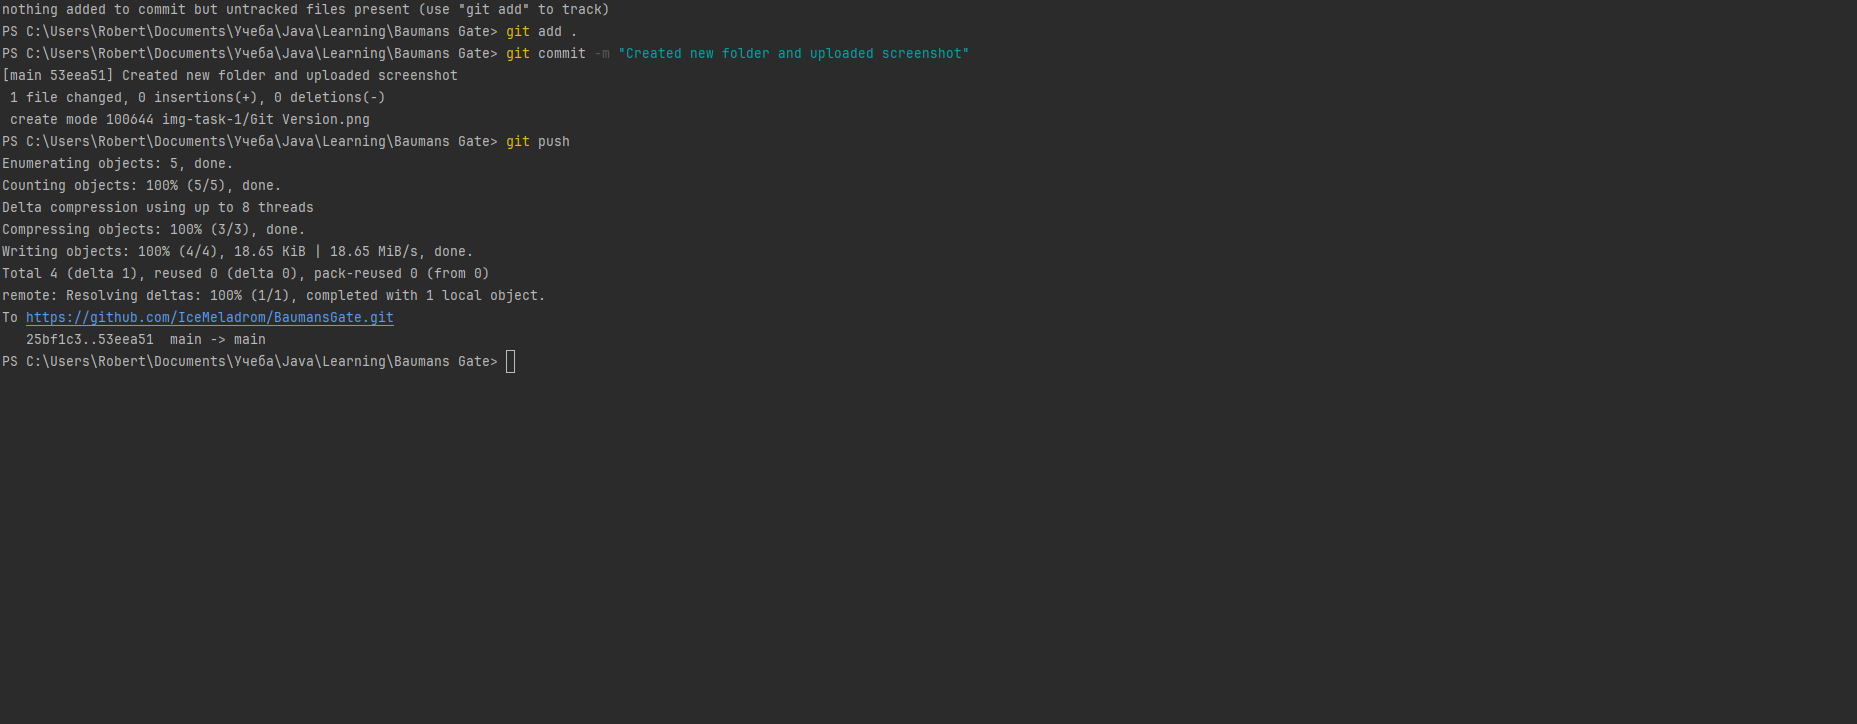 nothing added to commit but untracked files present (use "git add" to track)
PS C:\Users\Robert\Documents\Учеба\Java\Learning\Baumans Gate> git add .
PS C:\Users\Robert\Documents\Учеба\Java\Learning\Baumans Gate> git commit -m "Created new folder and uploaded screenshot"
[main 53eea51] Created new folder and uploaded screenshot
 1 file changed, 0 insertions(+), 0 deletions(-)
 create mode 100644 img-task-1/Git Version.png
PS C:\Users\Robert\Documents\Учеба\Java\Learning\Baumans Gate> git push
Enumerating objects: 5, done.
Counting objects: 100% (5/5), done.
Delta compression using up to 8 threads
Compressing objects: 100% (3/3), done.
Writing objects: 100% (4/4), 18.65 KiB | 18.65 MiB/s, done.
Total 4 (delta 1), reused 0 (delta 0), pack-reused 0 (from 0)
remote: Resolving deltas: 100% (1/1), completed with 1 local object.
To https://github.com/IceMeladrom/BaumansGate.git
   25bf1c3..53eea51  main -> main
PS C:\Users\Robert\Documents\Учеба\Java\Learning\Baumans Gate>